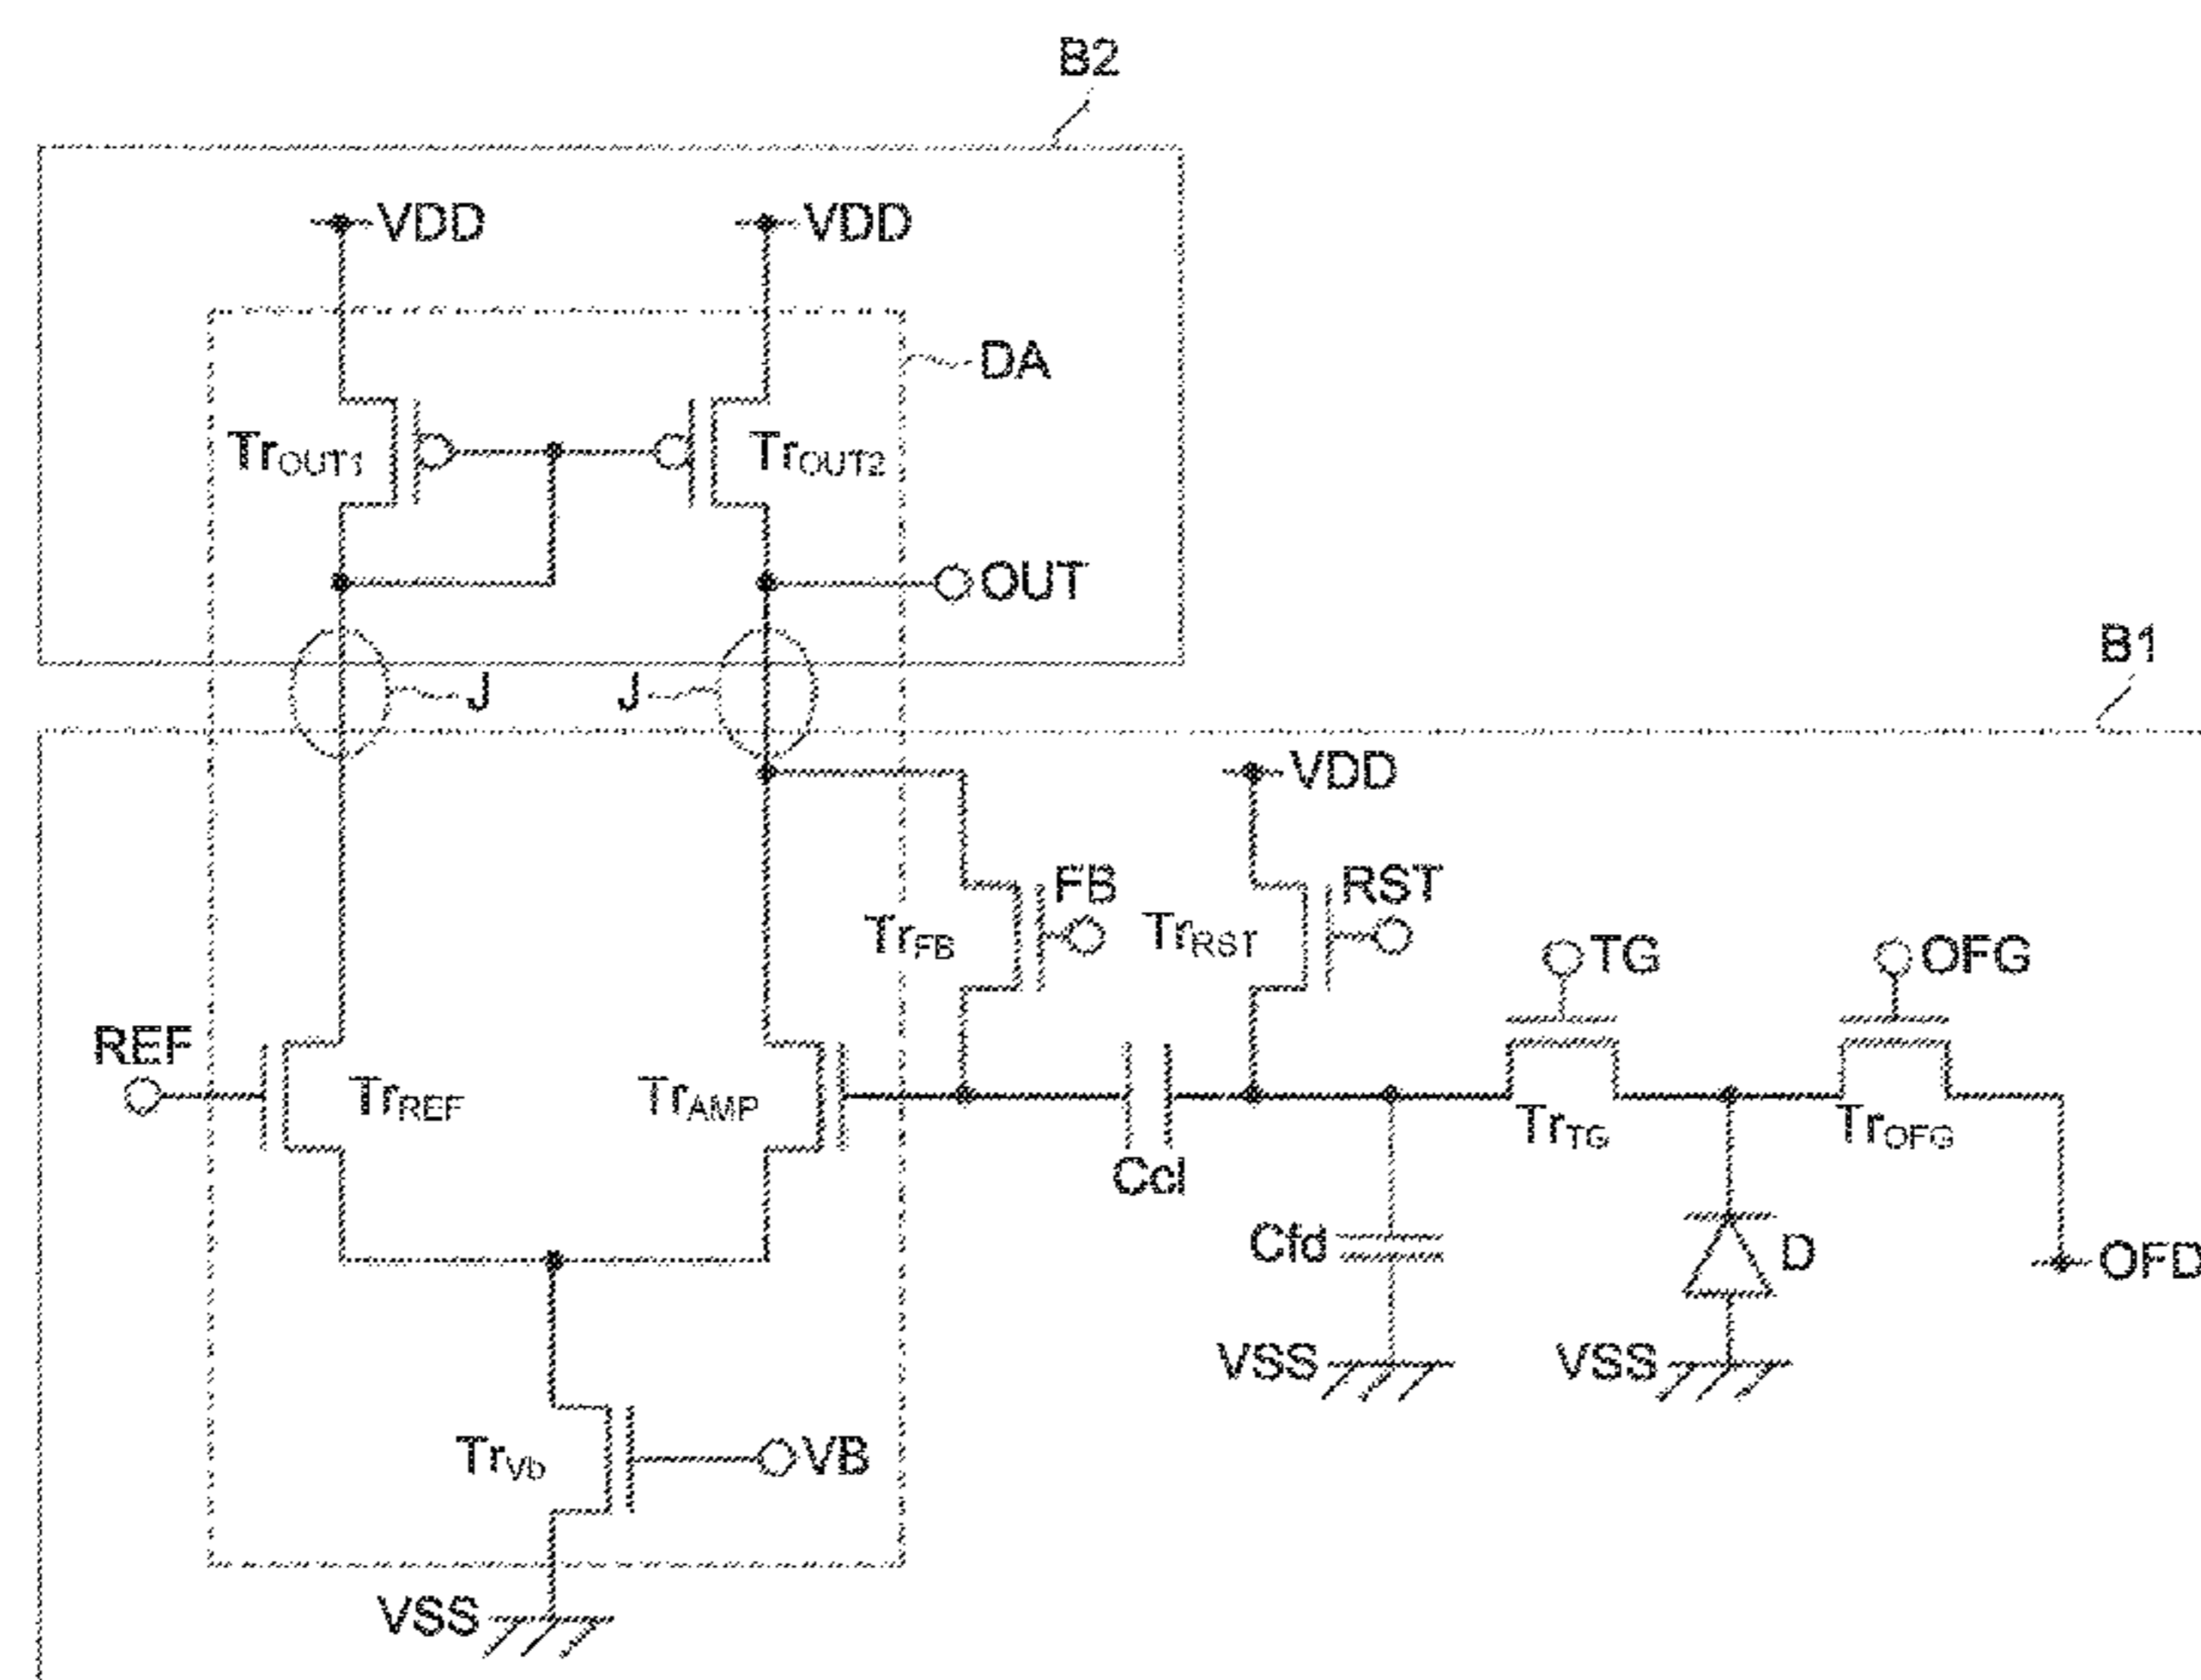 B2
VDD
VDD
DA
TrOUT1
TrOUT2
OUT
J
J
B1
VDD
FB
RST
TrFB
TrRST
TG
OFG
REF
TrREF
TrAMP
Ccl
TrTG
TrOFG
Cfd
D
OFD
VSS
VSS
TrVb
VB
VSS